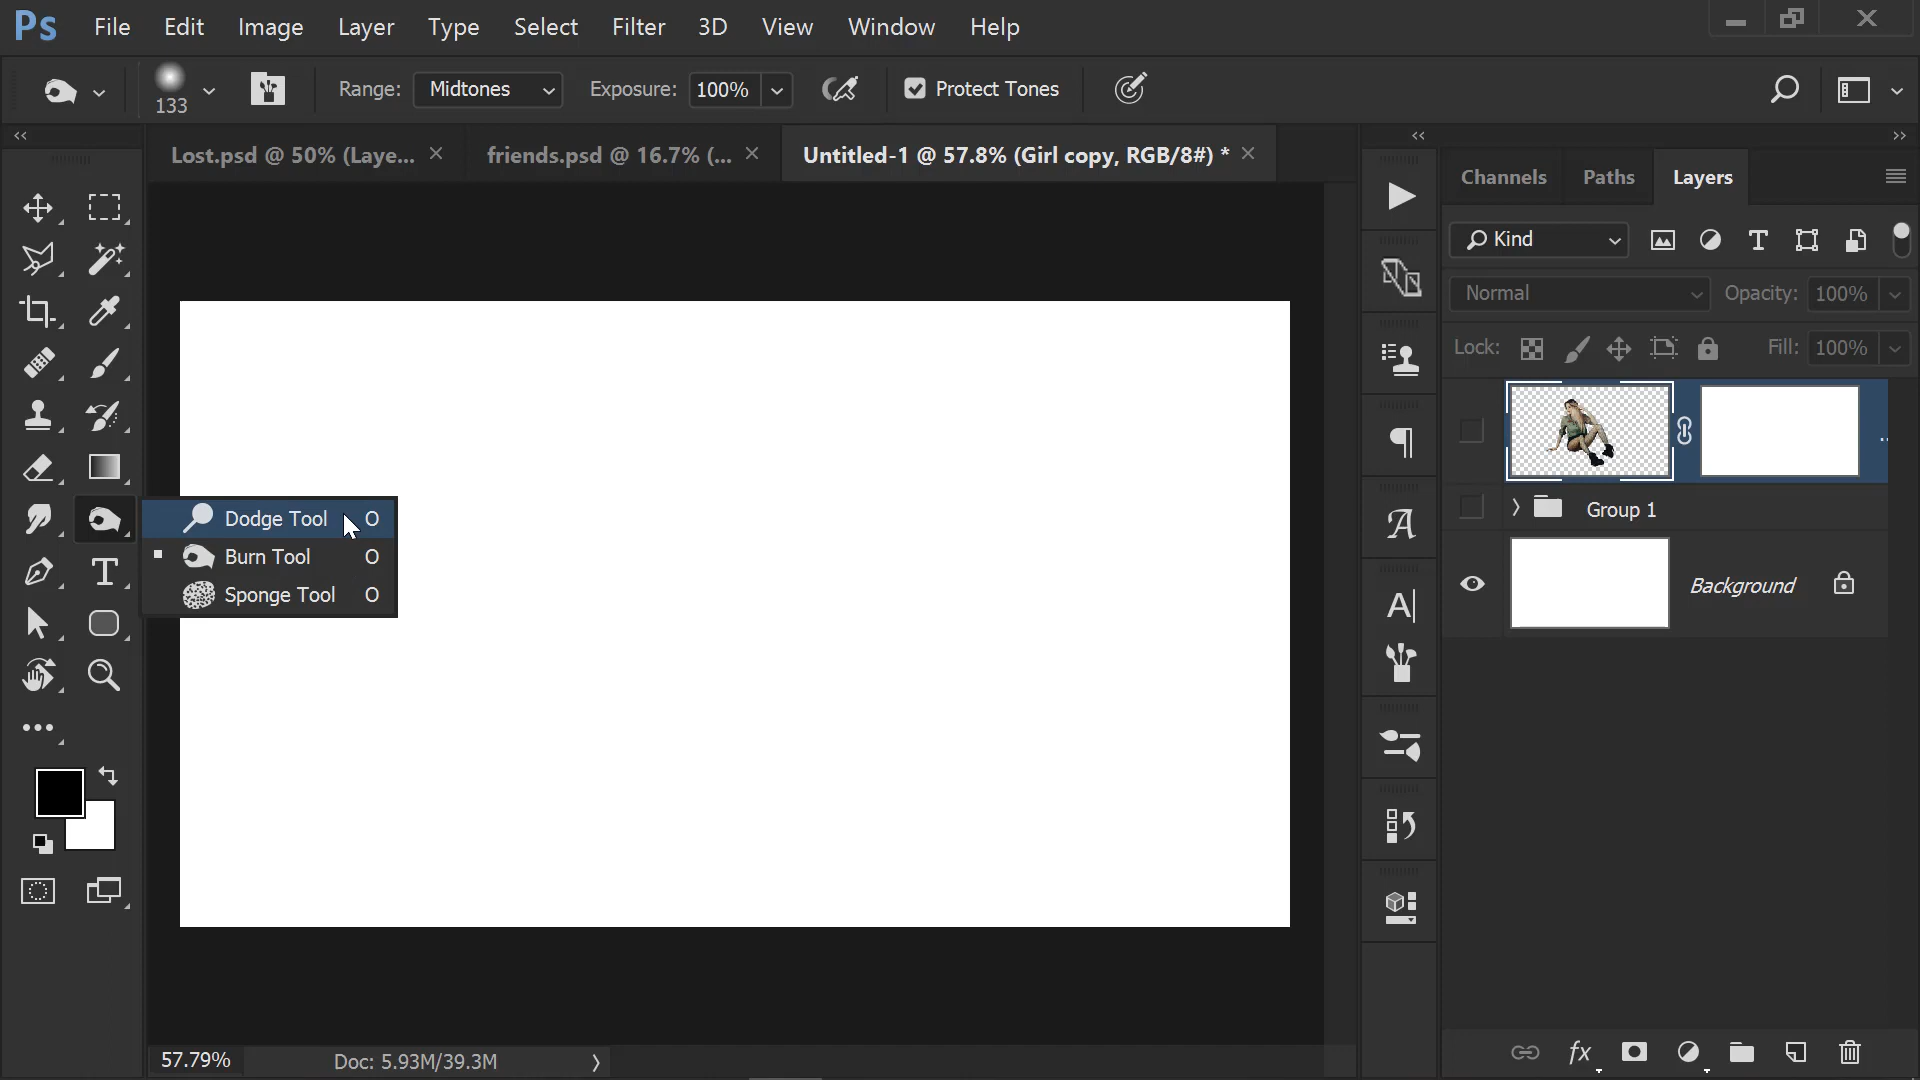 Ps File Edit Image Layer Type Select Filter 3D View Window Help
133 Range: Midtones Exposure: 100% Protect Tones
Lost.psd @ 50% (Laye... friends.psd @ 16.7% (... Untitled-1 @ 57.8% (Girl copy, RGB/8#) *
Channels Paths Layers
Kind
Normal Opacity: 100%
Lock: Fill: 100%
Dodge Tool O
Burn Tool O
Sponge Tool O
Group 1
Background
57.79% Doc: 5.93M/39.3M
fx